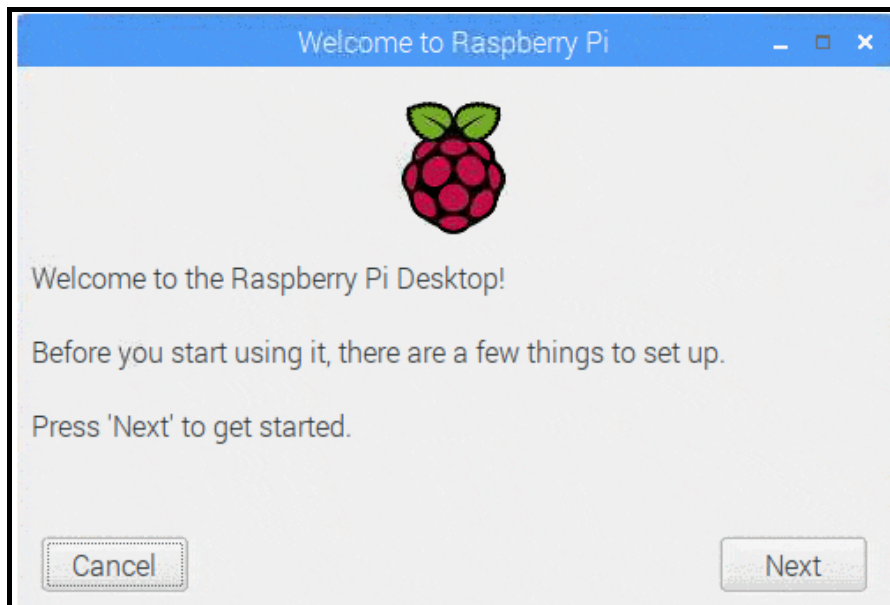 Welcome to Raspberry Pi
Welcome to the Raspberry Pi Desktop!
Before you start using it, there are a few things to set up.
Press 'Next' to get started.
Cancel
Next